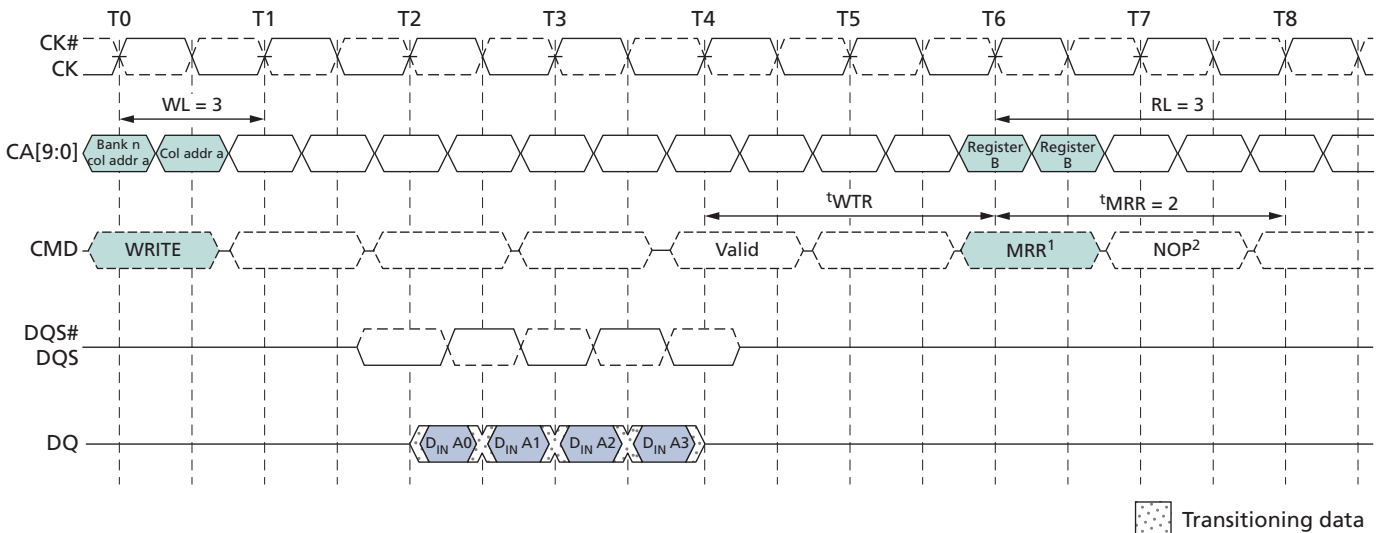 T0 T1 T2 T3 T4 T5 T6 T7 T8
CK#
CK
WL = 3
RL = 3
CA[9:0]
Bank n
col addr a
Col addr a
Register
B
Register
B
tWTR
tMRR = 2
CMD
WRITE
Valid
MRR1
NOP2
DQS#
DQS
DQ
DIN A0
DIN A1
DIN A2
DIN A3
Transitioning data